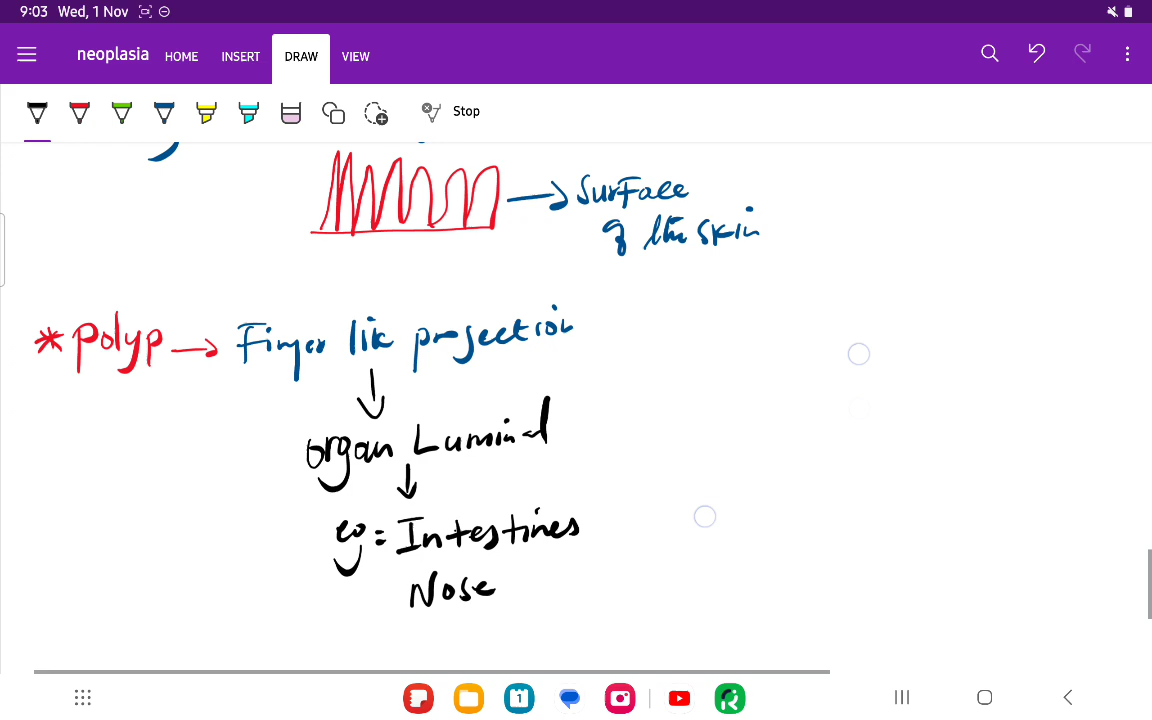 9:03 Wed, 1 Nov
neoplasia HOME INSERT DRAW VIEW
Stop
Surface
of the skin
*Polyp → Finger like projection
↓
organ Luminal
↓
eg = Intestines
Nose
1